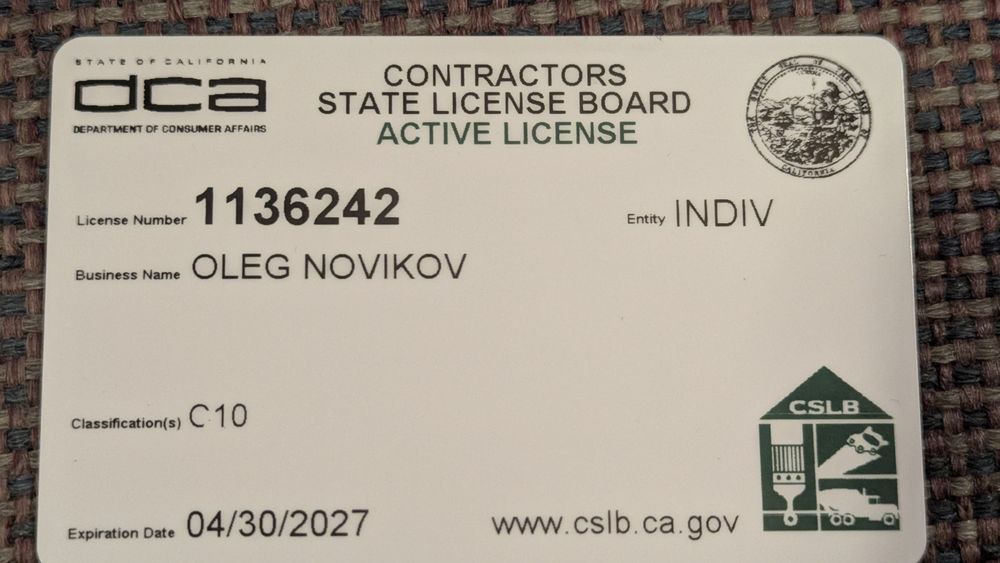 STATE OF CALIFORNIA
dca
DEPARTMENT OF CONSUMER AFFAIRS
CONTRACTORS
STATE LICENSE BOARD
ACTIVE LICENSE
License Number 1136242
Entity INDIV
Business Name OLEG NOVIKOV
Classification(s) C10
CSLB
Expiration Date 04/30/2027
www.cslb.ca.gov
CALIFORNIA